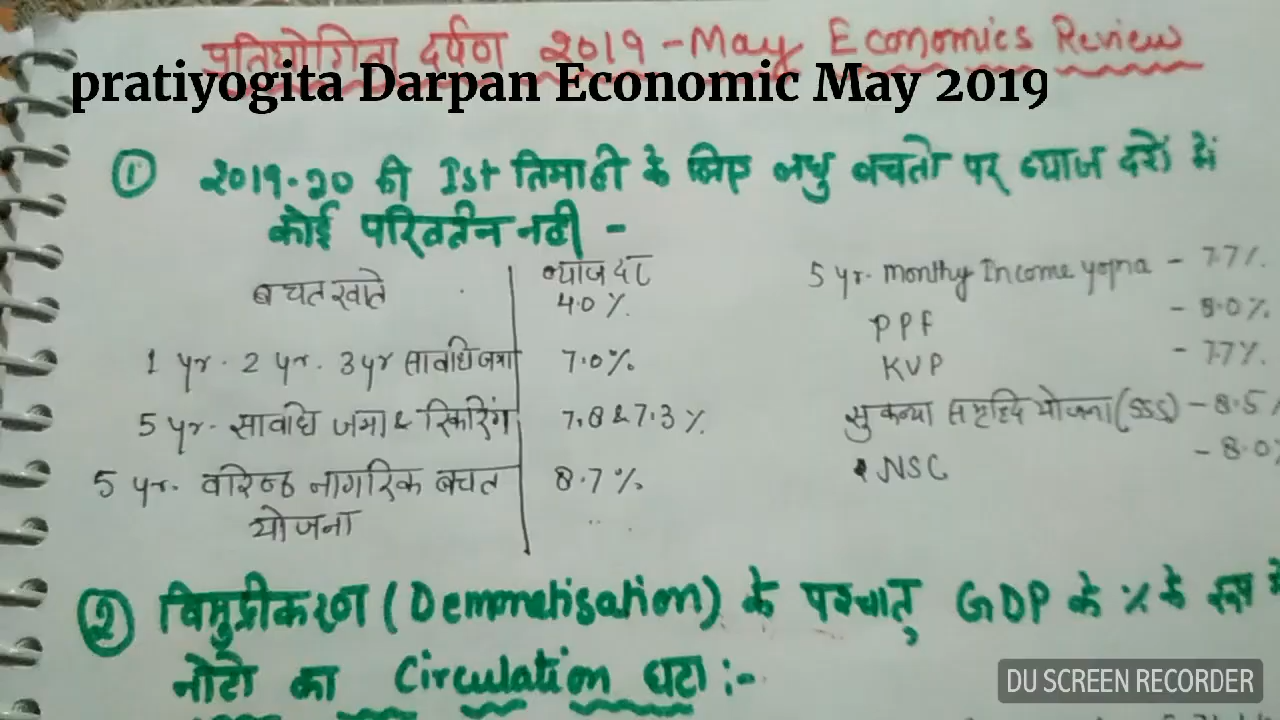 प्रतियोगिता दर्पण 2019 - May Economics Review
pratiyogita Darpan Economic May 2019
① 2019-20 की Ist तिमाही के लिए लघु बचतो पर ब्याज दरों में
कोई परिवर्तन नही -
बचत खाते
ब्याज दर
4.0 %.
1 yr. 2 yr. 3 yr सावधि जमा 7.0%
5 yr. सावधि जमा & रिकरिंग 7.8 & 7.3 %.
5 yr. वरिष्ठ नागरिक बचत 8.7 %
योजना
5 yr. monthy Income yojna - 7.7%.
PPF - 8.0%
KVP - 7.7%.
सुकन्या समृद्धि योजना (SSS) - 8.5%
NSC - 8.0%
② विमुद्रीकरण (Demonetisation) के पश्चात् GDP के % के रूप में
नोटो का Circulation घटा :-
DU SCREEN RECORDER